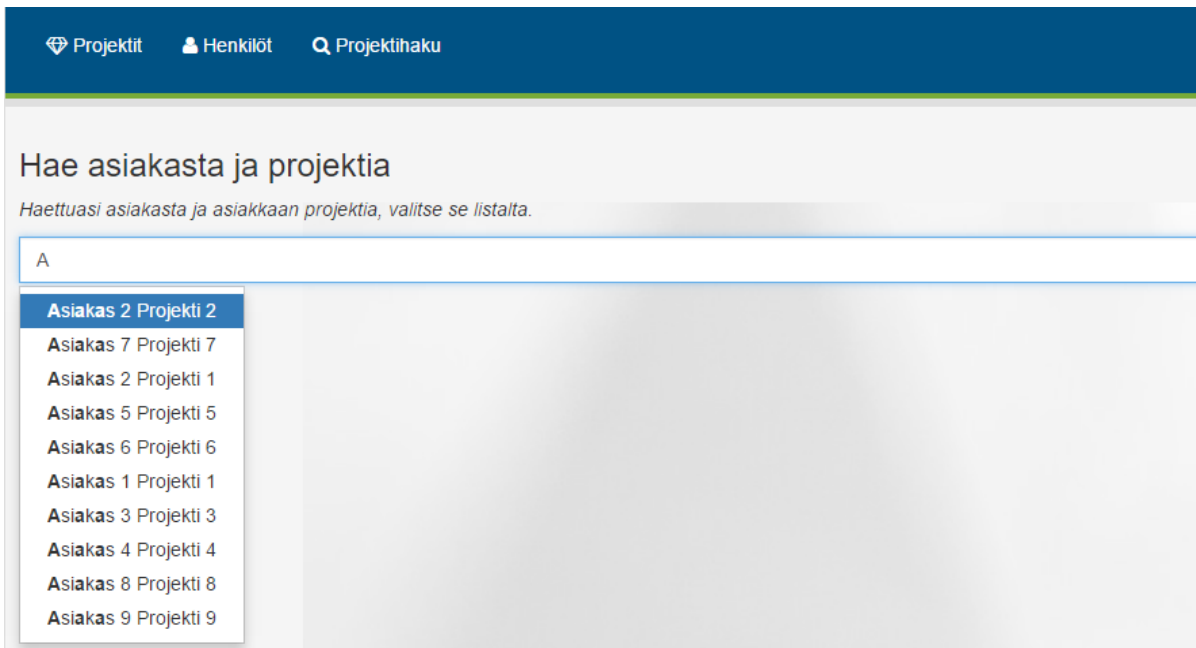 Projektit Henkilöt Projektihaku
Hae asiakasta ja projektia
Haettuasi asiakasta ja asiakkaan projektia, valitse se listalta.
A
Asiakas 2 Projekti 2
Asiakas 7 Projekti 7
Asiakas 2 Projekti 1
Asiakas 5 Projekti 5
Asiakas 6 Projekti 6
Asiakas 1 Projekti 1
Asiakas 3 Projekti 3
Asiakas 4 Projekti 4
Asiakas 8 Projekti 8
Asiakas 9 Projekti 9